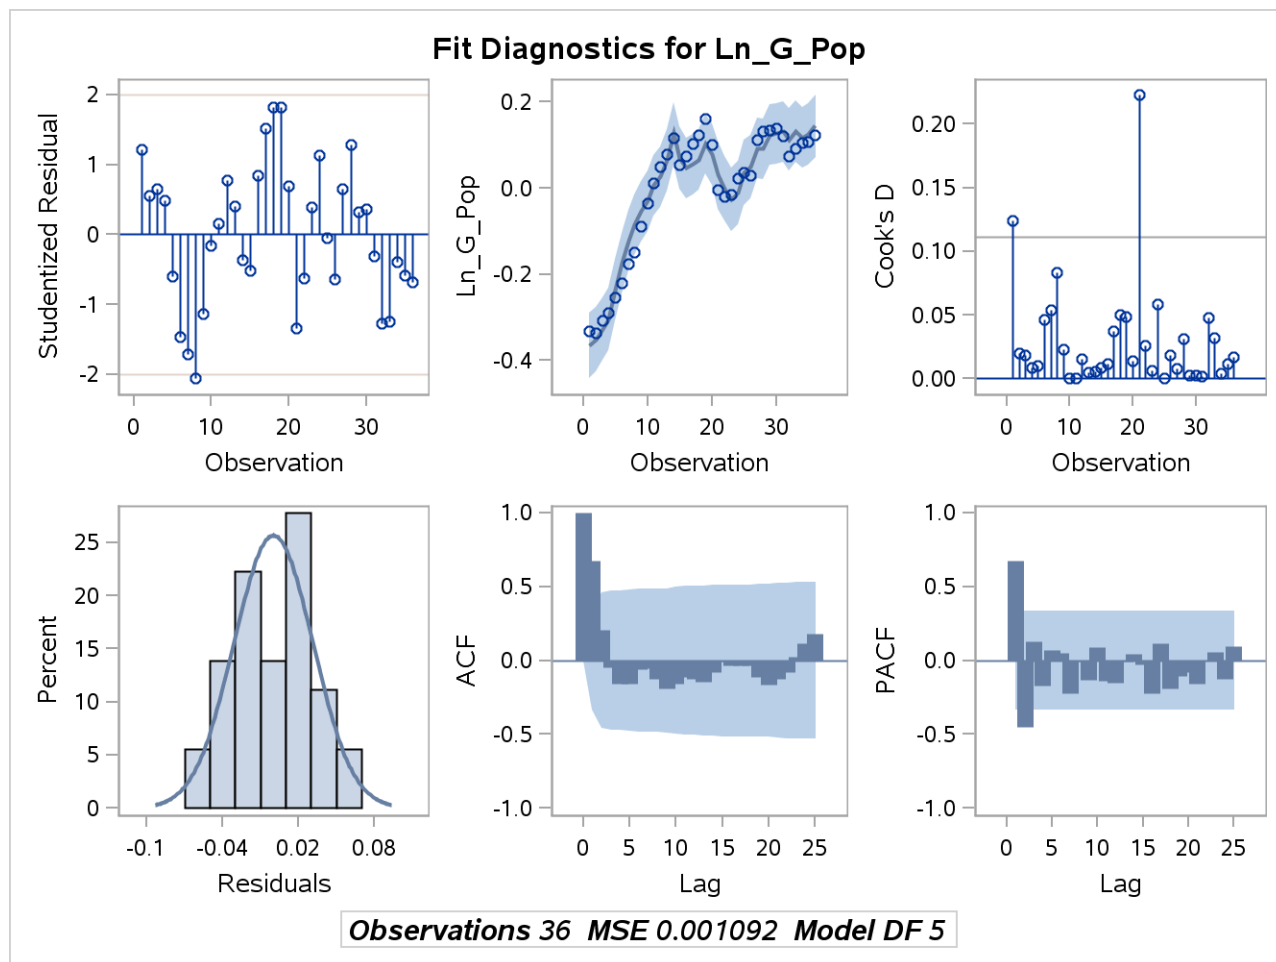 Fit Diagnostics for Ln_G_Pop
Studentized Residual
2
1
0
-1
-2
0 10 20 30
Observation
Ln_G_Pop
0.2
0.0
-0.2
-0.4
0 10 20 30
Observation
Cook's D
0.20
0.15
0.10
0.05
0.00
0 10 20 30
Observation
Percent
25
20
15
10
5
0
-0.1 -0.04 0.02 0.08
Residuals
ACF
1.0
0.5
0.0
-0.5
-1.0
0 5 10 15 20 25
Lag
PACF
1.0
0.5
0.0
-0.5
-1.0
0 5 10 15 20 25
Lag
Observations 36 MSE 0.001092 Model DF 5